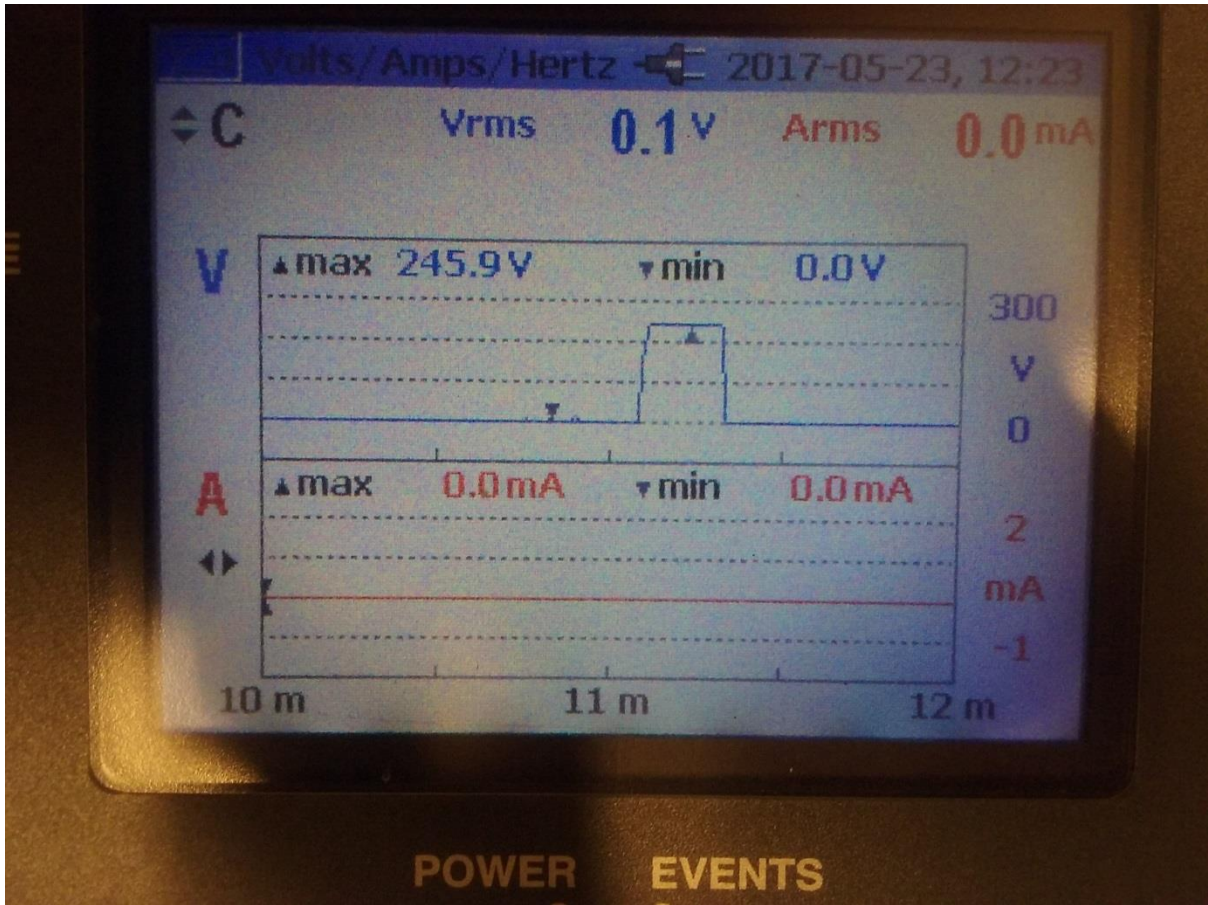 Volts/Amps/Hertz 2017-05-23, 12:23
C Vrms 0.1 V Arms 0.0 mA
V max 245.9 V min 0.0 V
300
V
0
A max 0.0 mA min 0.0 mA
2
mA
-1
10 m 11 m 12 m
POWER EVENTS